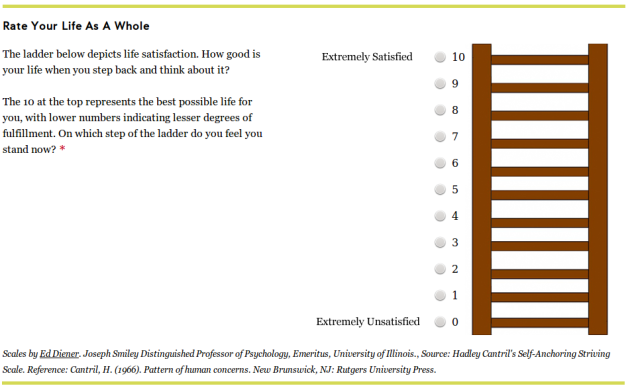 Rate Your Life As A Whole
The ladder below depicts life satisfaction. How good is
your life when you step back and think about it?
The 10 at the top represents the best possible life for
you, with lower numbers indicating lesser degrees of
fulfillment. On which step of the ladder do you feel you
stand now? *
Extremely Satisfied 10
9
8
7
6
5
4
3
2
1
Extremely Unsatisfied 0
Scales by Ed Diener. Joseph Smiley Distinguished Professor of Psychology, Emeritus, University of Illinois., Source: Hadley Cantril's Self-Anchoring Striving
Scale. Reference: Cantril, H. (1966). Pattern of human concerns. New Brunswick, NJ: Rutgers University Press.